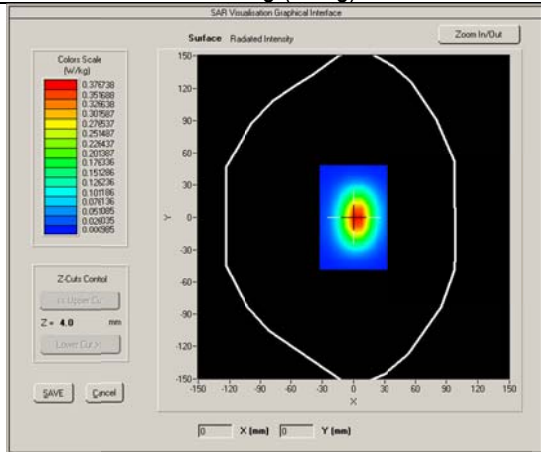 SAR Visualisation Graphical Interface
Surface Radiated Intensity
Zoom In/Out
Colors Scale
(W/kg)
0.376738
0.351688
0.326638
0.301587
0.276537
0.251487
0.226437
0.201387
0.176336
0.151286
0.126236
0.101186
0.076136
0.051085
0.026035
0.000985
150-
120-
90-
60-
30-
0-
-30-
-60-
-90-
-120-
-150-
Y
-150 -120 -90 -60 -30 0 30 60 90 120 150
X
Z-Cuts Contol
Z = 4.0 mm
SAVE Cancel
0 X (mm) 0 Y (mm)